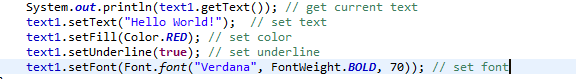 System.out.println(text1.getText()); // get current text
text1.setText("Hello World!");  // set text
text1.setFill(Color.RED); // set color
text1.setUnderline(true); // set underline
text1.setFont(Font.font("Verdana", FontWeight.BOLD, 70)); // set font